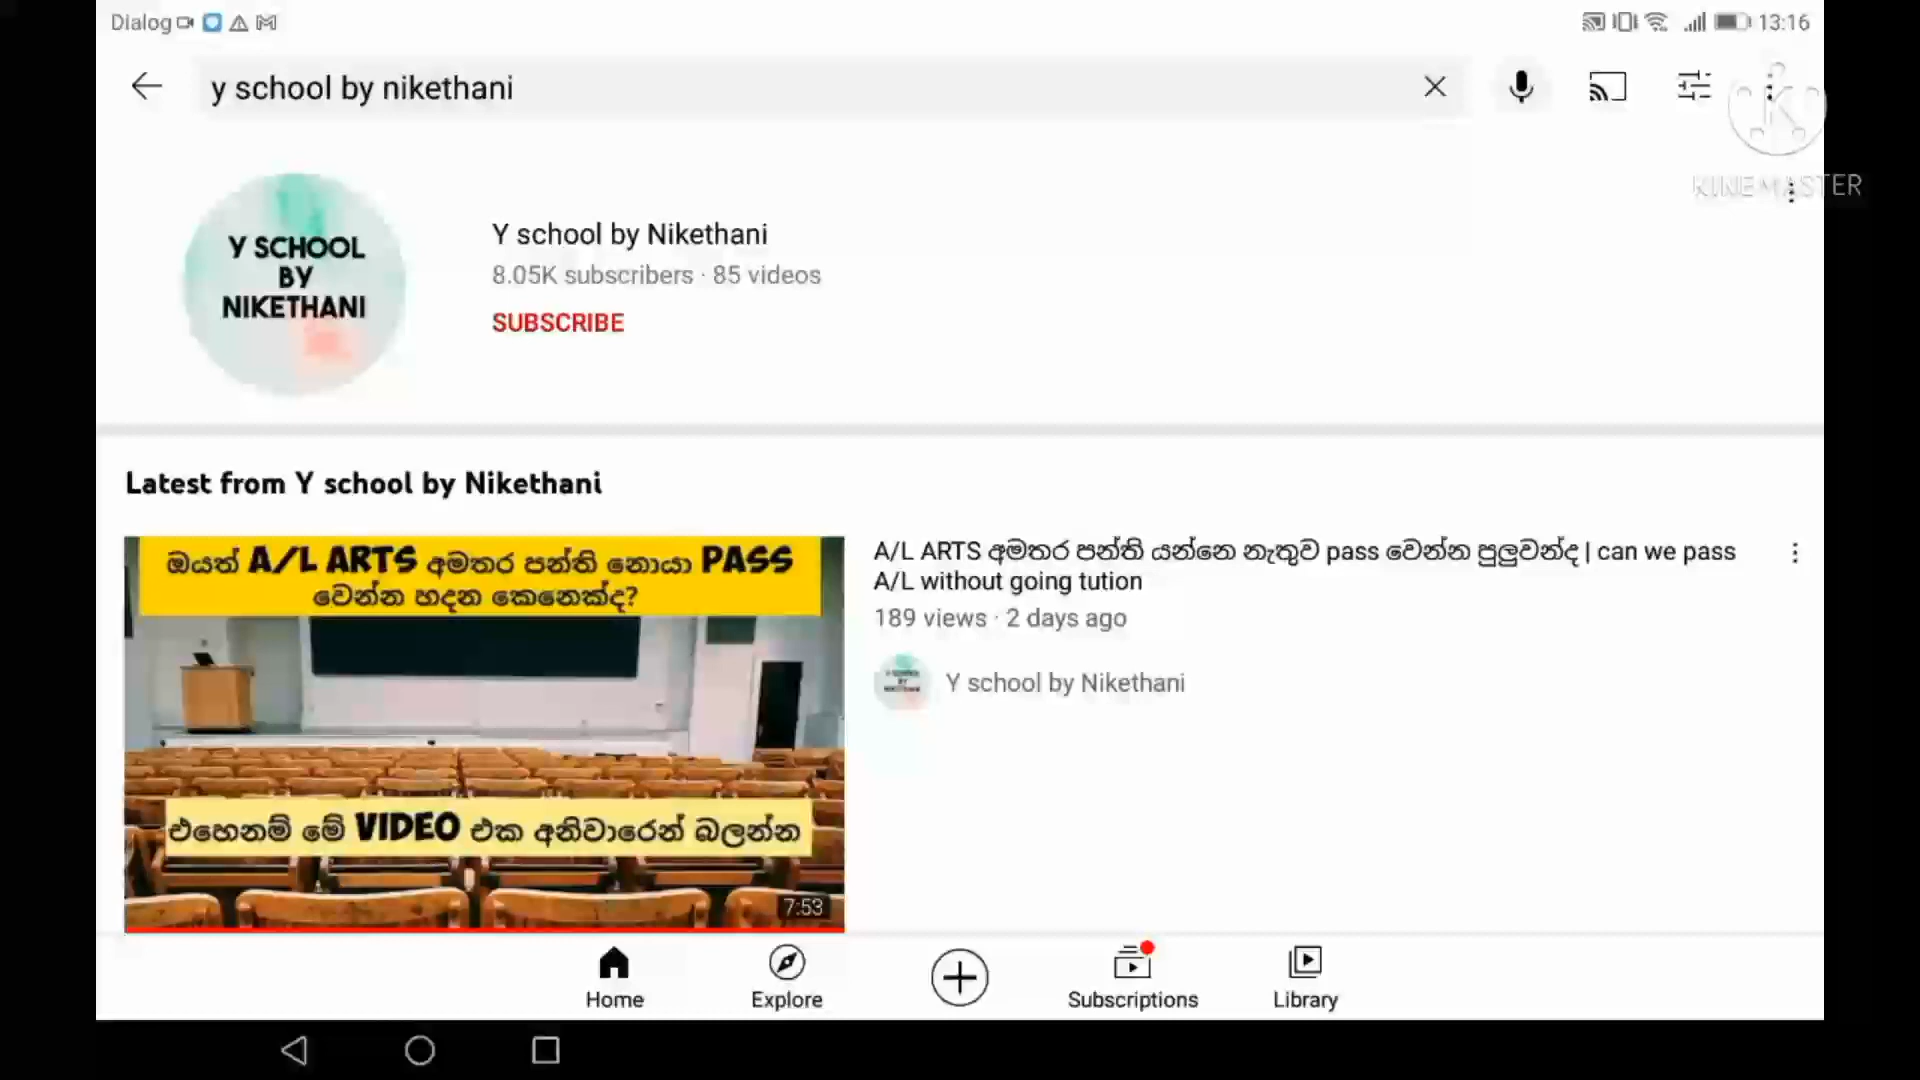 Dialog
13:16
y school by nikethani
KINEMASTER
Y SCHOOL
BY
NIKETHANI
Y school by Nikethani
8.05K subscribers · 85 videos
SUBSCRIBE
Latest from Y school by Nikethani
ඔයත් A/L ARTS අමතර පන්ති නොයා PASS
වෙන්න හදන කෙනෙක්ද?
එහෙනම් මේ VIDEO එක අනිවාරෙන් බලන්න
7:53
A/L ARTS අමතර පන්ති යන්නෙ නැතුව pass වෙන්න පුලුවන්ද | can we pass
A/L without going tution
189 views · 2 days ago
Y school by Nikethani
Home
Explore
Subscriptions
Library